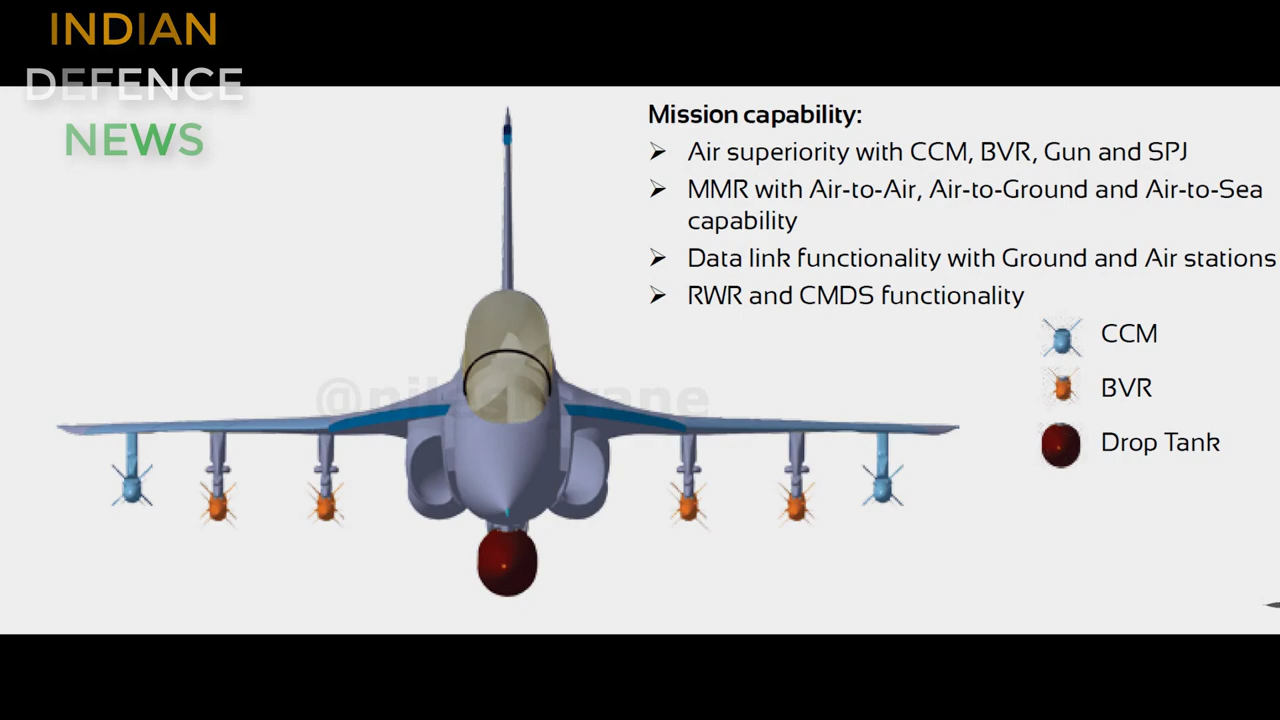 INDIAN
DEFENCE
NEWS
Mission capability:
Air superiority with CCM, BVR, Gun and SPJ
MMR with Air-to-Air, Air-to-Ground and Air-to-Sea
capability
Data link functionality with Ground and Air stations
RWR and CMDS functionality
CCM
BVR
Drop Tank